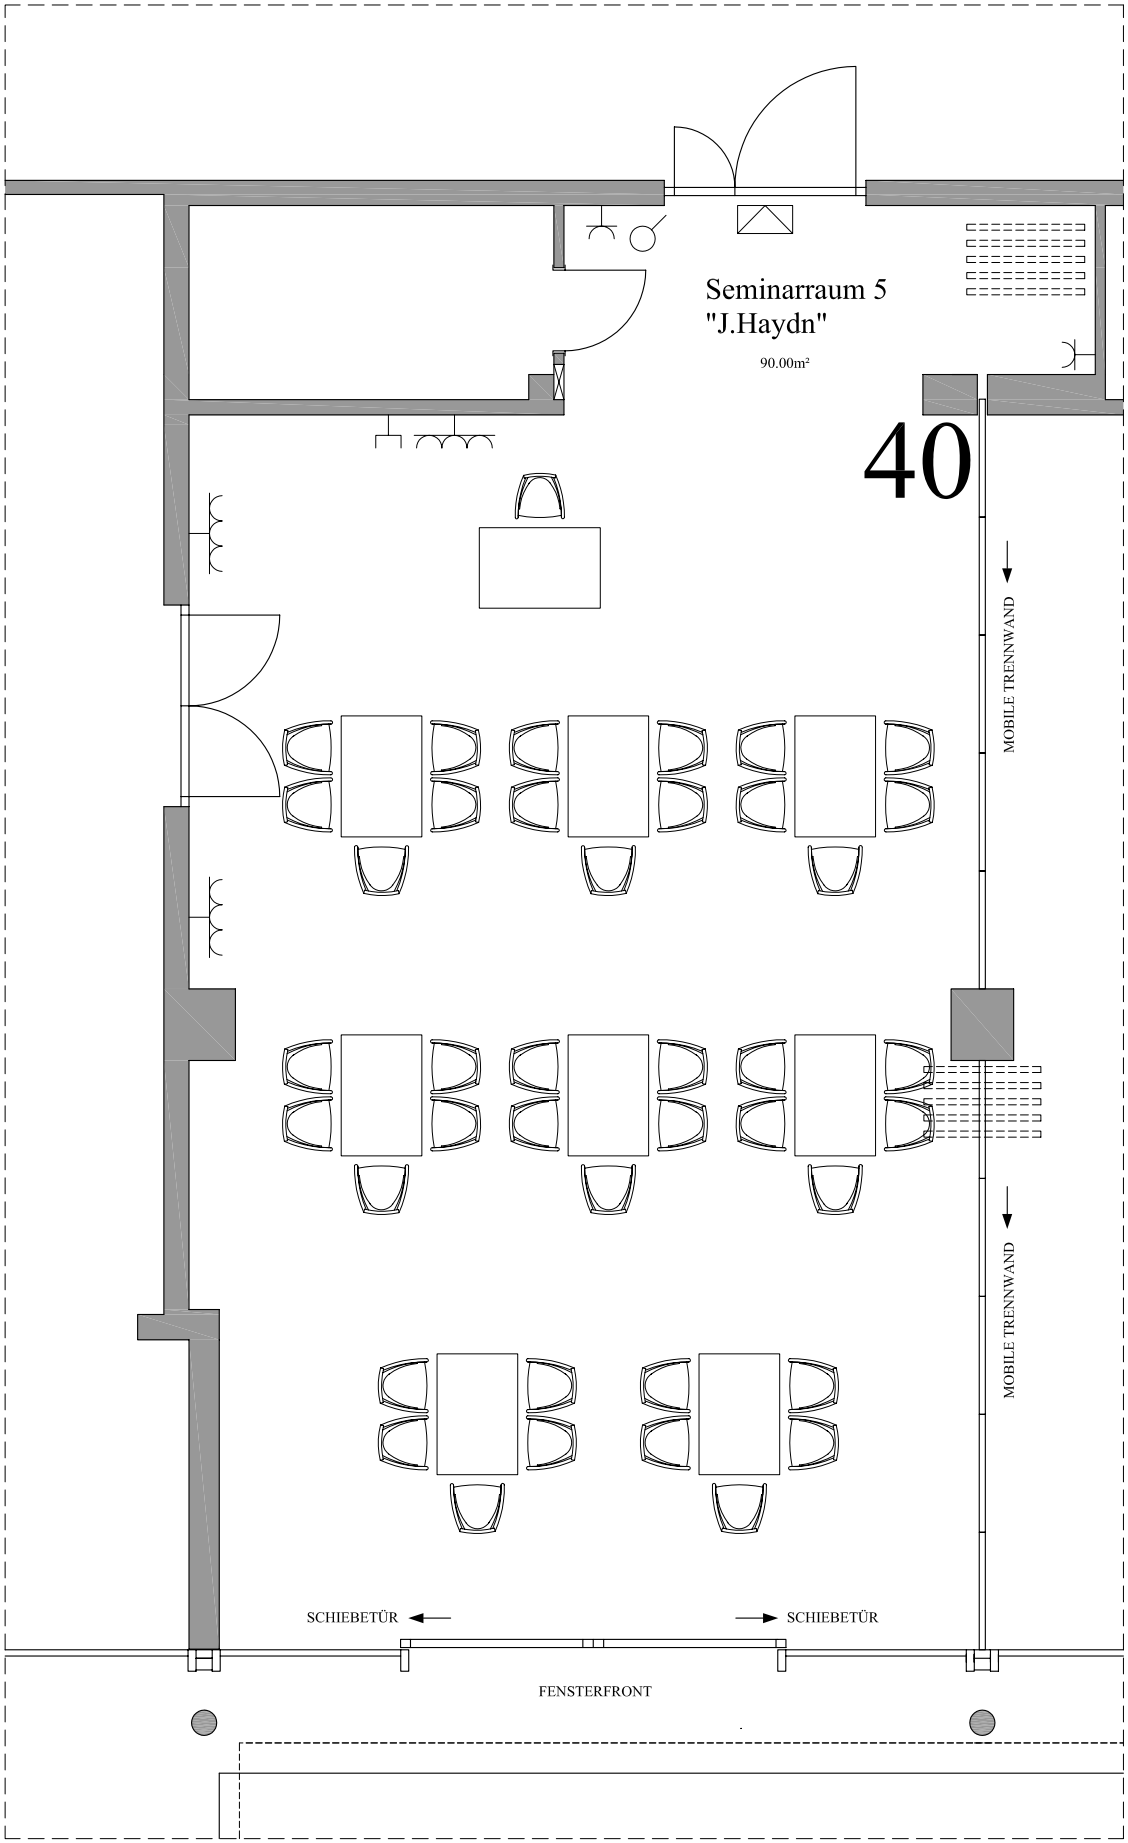 Seminarraum 5
"J.Haydn"
90.00m²
40
MOBILE TRENNWAND
MOBILE TRENNWAND
SCHIEBETÜR
SCHIEBETÜR
FENSTERFRONT